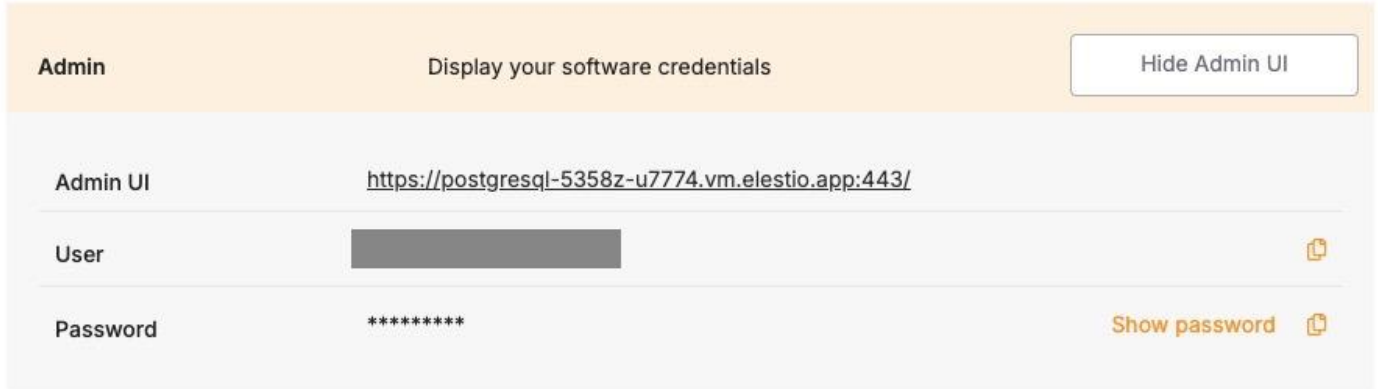 Admin Display your software credentials Hide Admin UI
Admin UI https://postgresql-5358z-u7774.vm.elestio.app:443/
User
Password ********* Show password